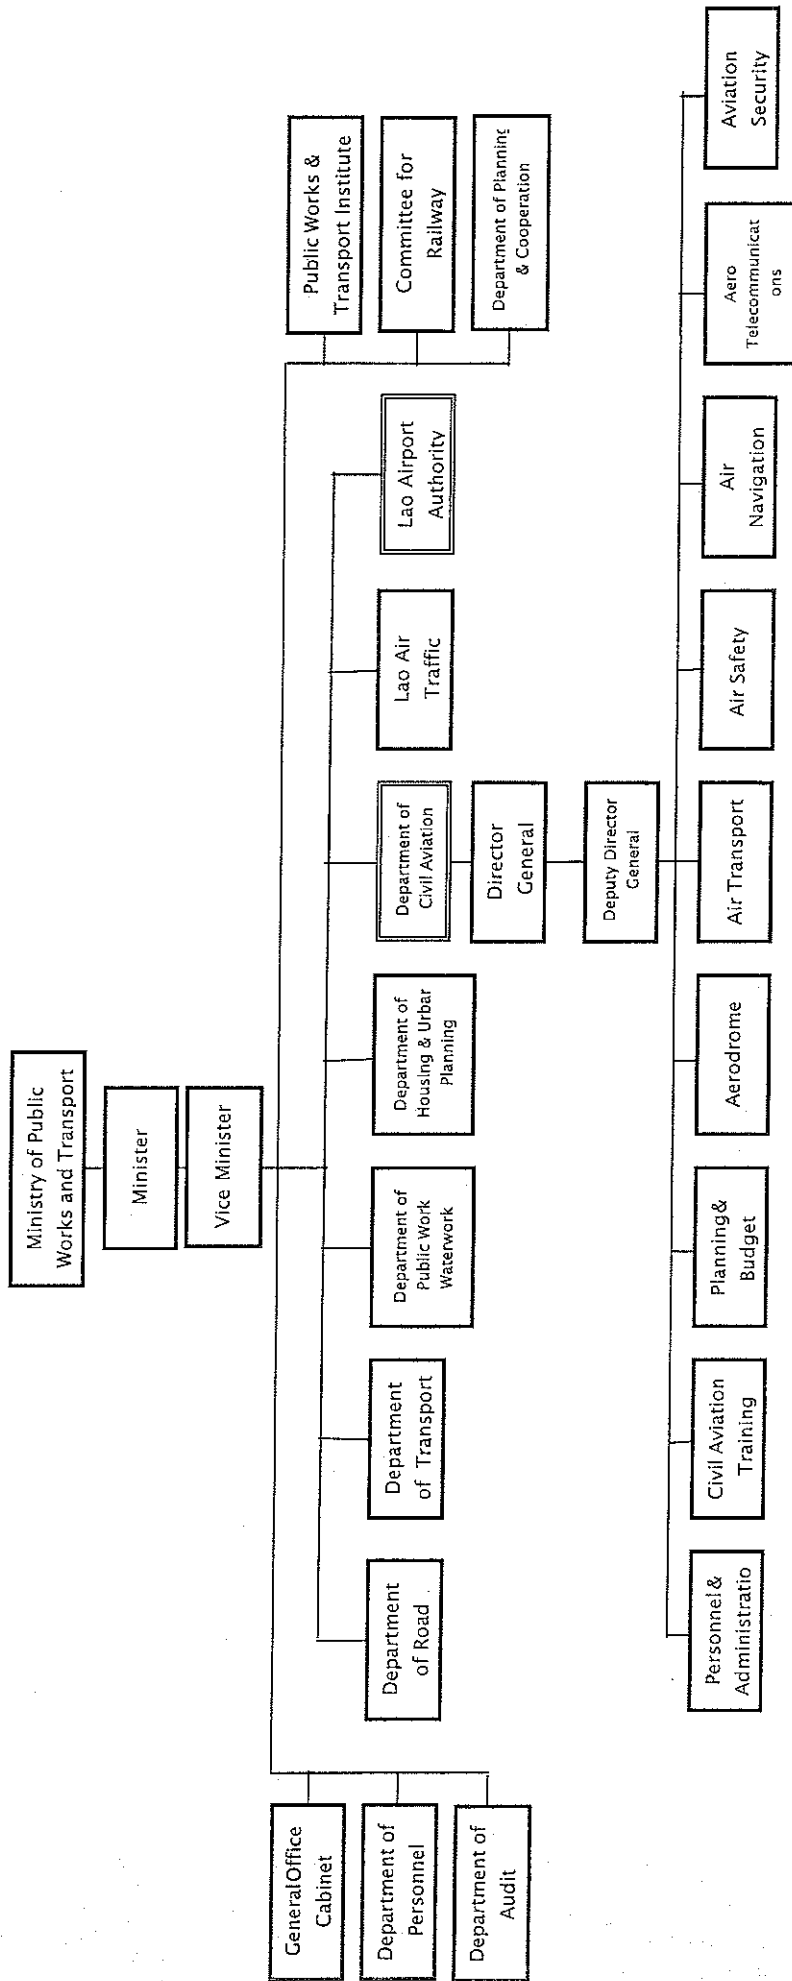 Ministry of Public
Works and Transport
Minister
Vice Minister
General Office
Cabinet
Department of
Personnel
Department of
Audit
Public Works &
Transport Institute
Committee for
Railway
Department of Planning
& Cooperation
Department
of Road
Department
of Transport
Department of
Public Work
Waterwork
Department of
Housing & Urbar
Planning
Department of
Civil Aviation
Lao Air
Traffic
Lao Airport
Authority
Director
General
Deputy Director
General
Personnel &
Administratio
Civil Aviation
Training
Planning&
Budget
Aerodrome
Air Transport
Air Safety
Air
Navigation
Aero
Telecommunicat
ons
Aviation
Security